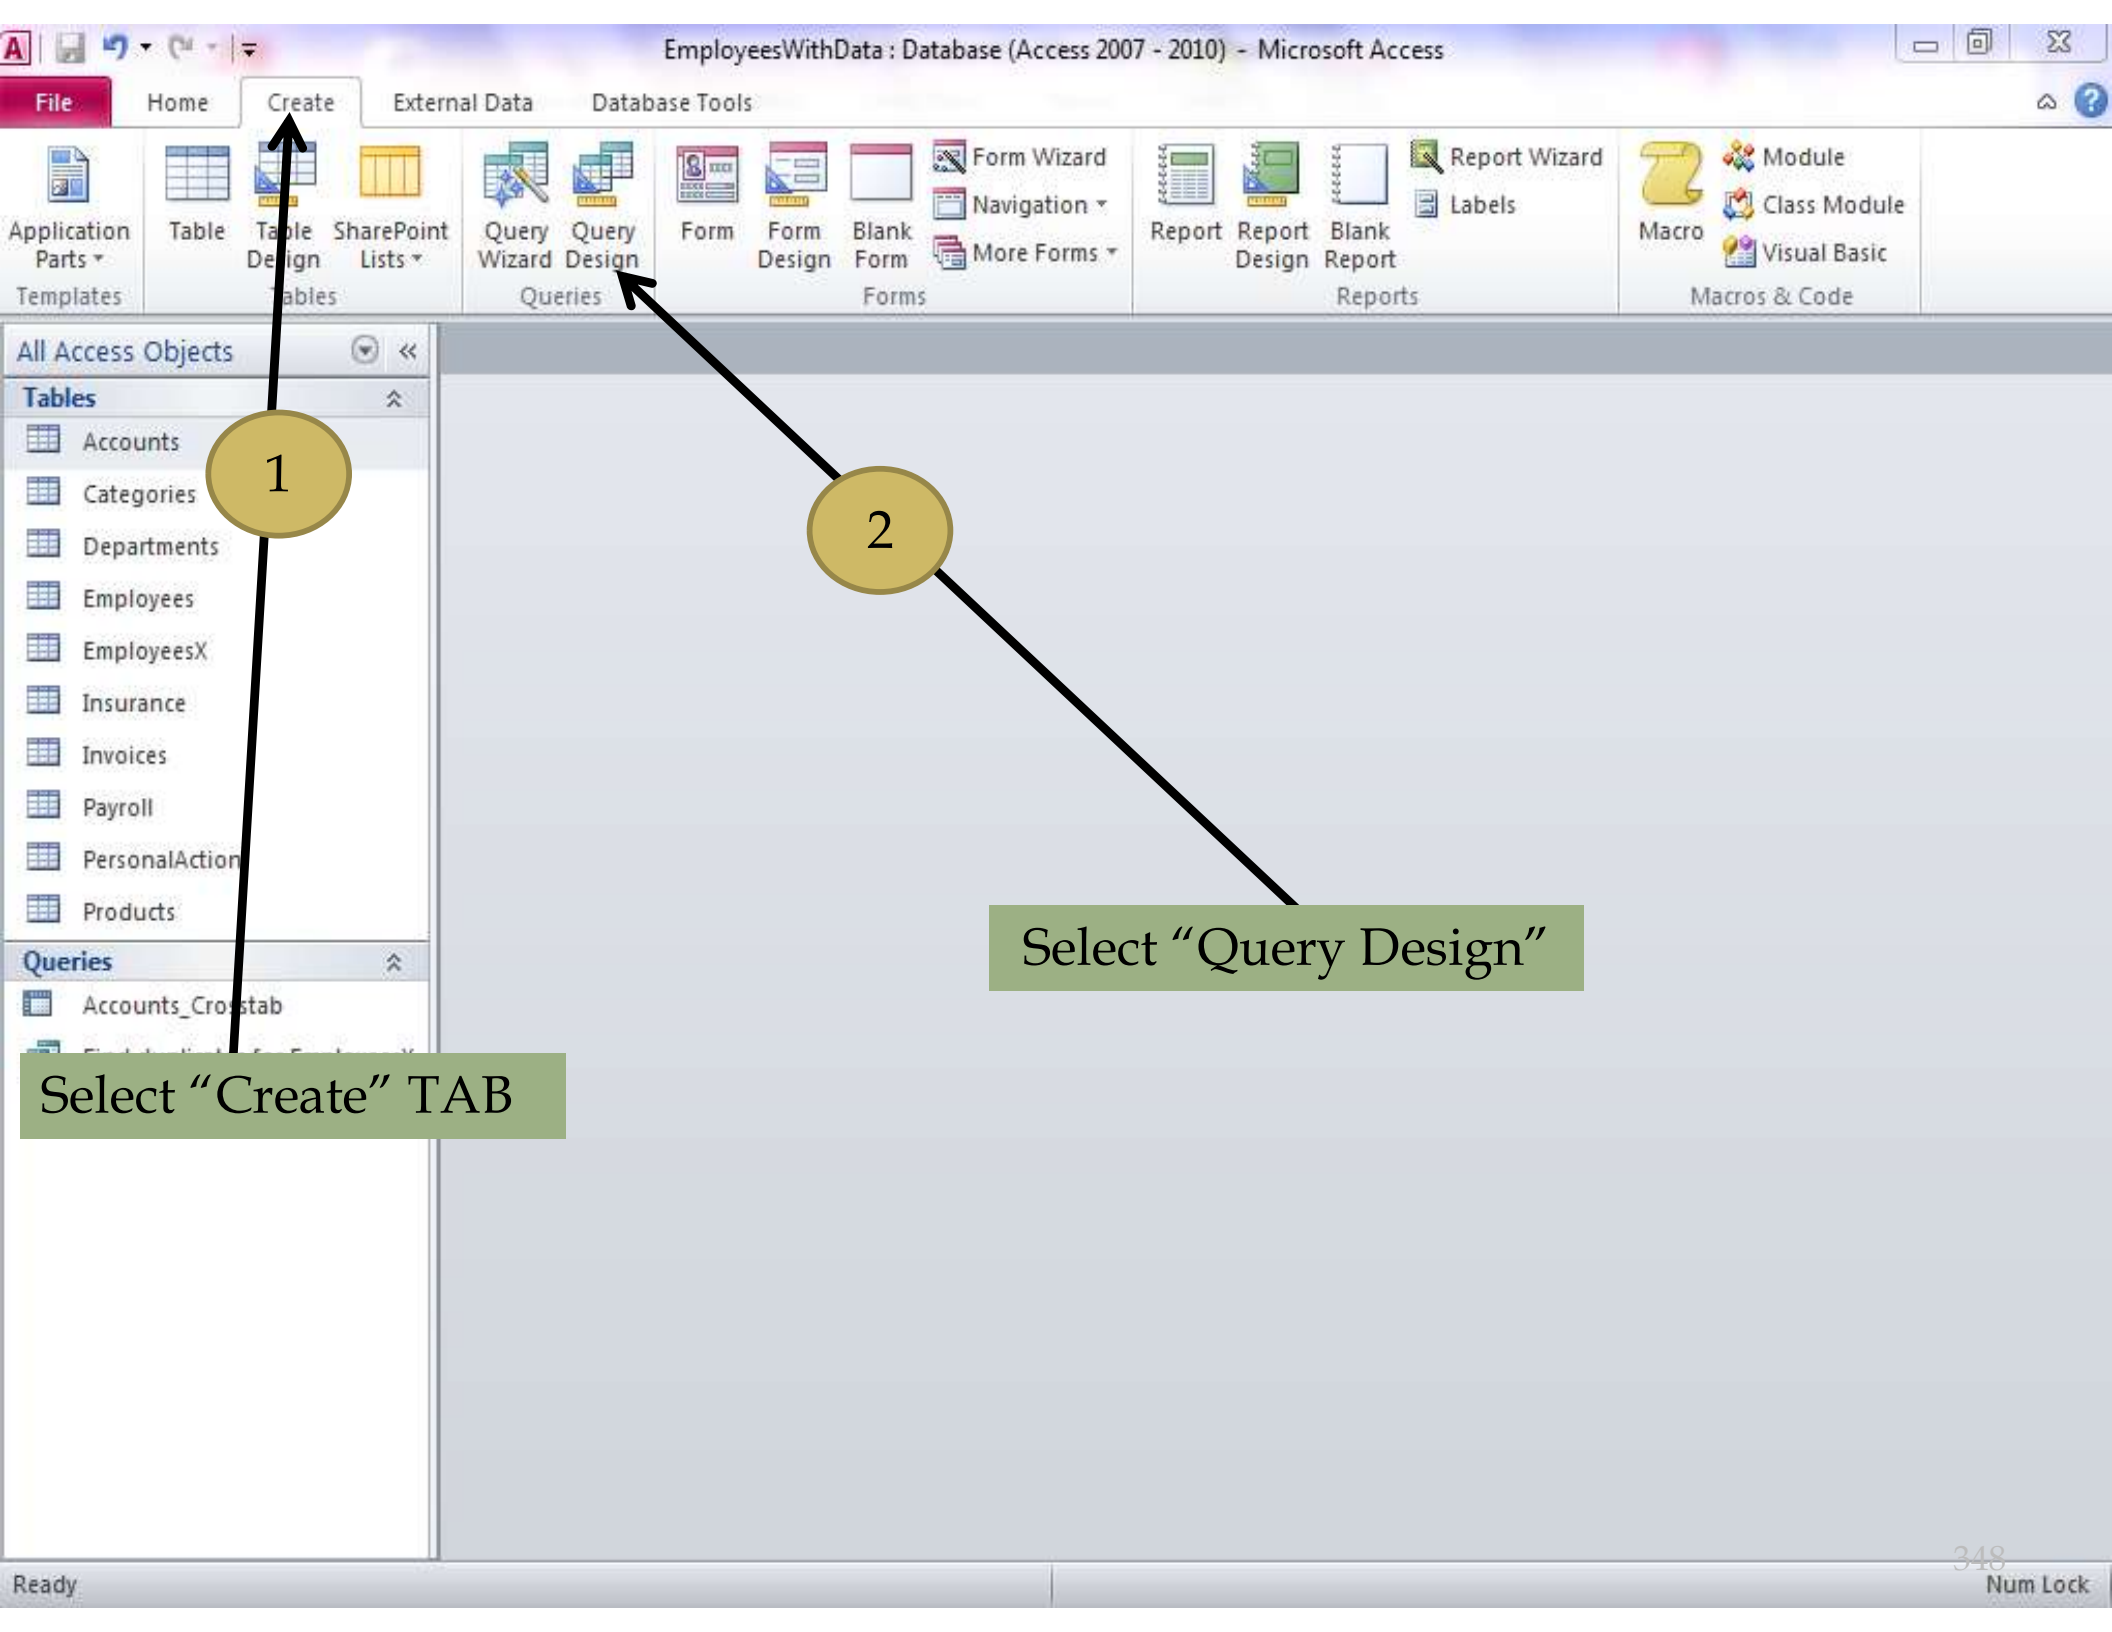 EmployeesWithData : Database (Access 2007 - 2010) - Microsoft Access
File Home Create External Data Database Tools
Application Parts
Table
Table Design
SharePoint Lists
Query Wizard
Query Design
Form
Form Design
Blank Form
Form Wizard
Navigation
More Forms
Report
Report Design
Blank Report
Report Wizard
Labels
Macro
Module
Class Module
Visual Basic
Templates Tables Queries Forms Reports Macros & Code
All Access Objects
Tables
Accounts
Categories
Departments
Employees
EmployeesX
Insurance
Invoices
Payroll
PersonalAction
Products
Queries
Accounts_Crosstab
1
2
Select “Query Design”
Select “Create” TAB
348
Ready
Num Lock